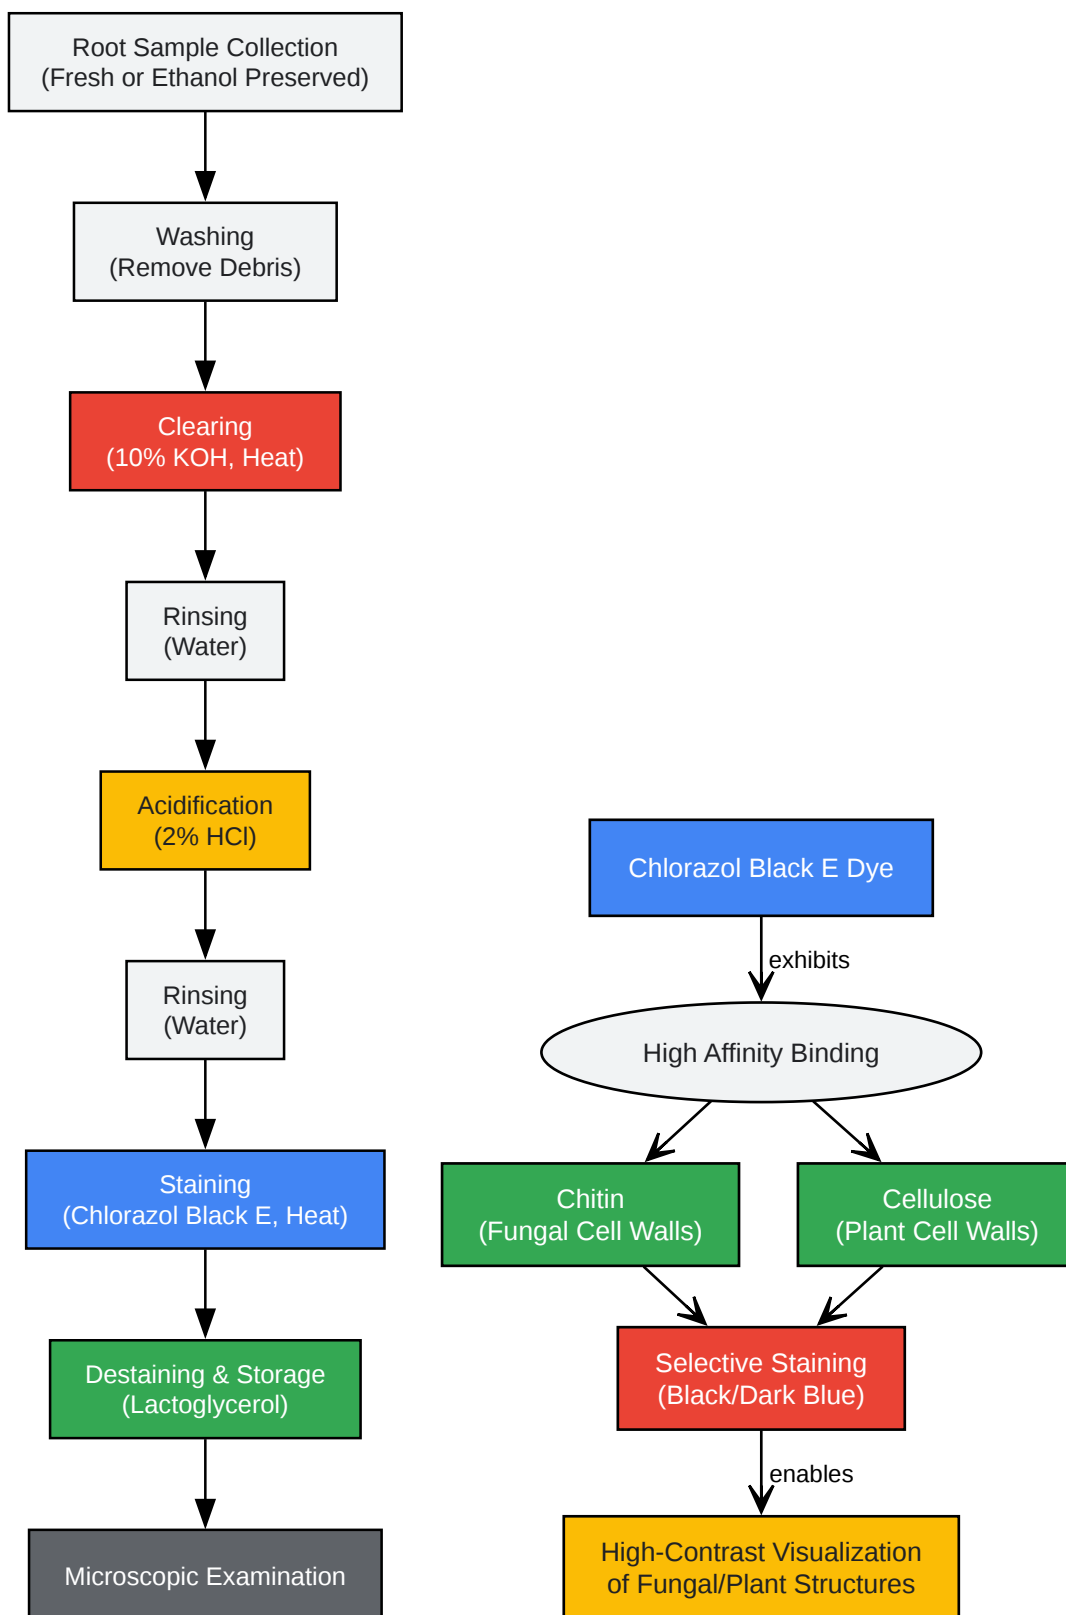 Root Sample Collection
(Fresh or Ethanol Preserved)
Washing
(Remove Debris)
Clearing
(10% KOH, Heat)
Rinsing
(Water)
Acidification
(2% HCl)
Rinsing
(Water)
Staining
(Chlorazol Black E, Heat)
Destaining & Storage
(Lactoglycerol)
Microscopic Examination
Chlorazol Black E Dye
exhibits
High Affinity Binding
Chitin
(Fungal Cell Walls)
Cellulose
(Plant Cell Walls)
Selective Staining
(Black/Dark Blue)
enables
High-Contrast Visualization
of Fungal/Plant Structures